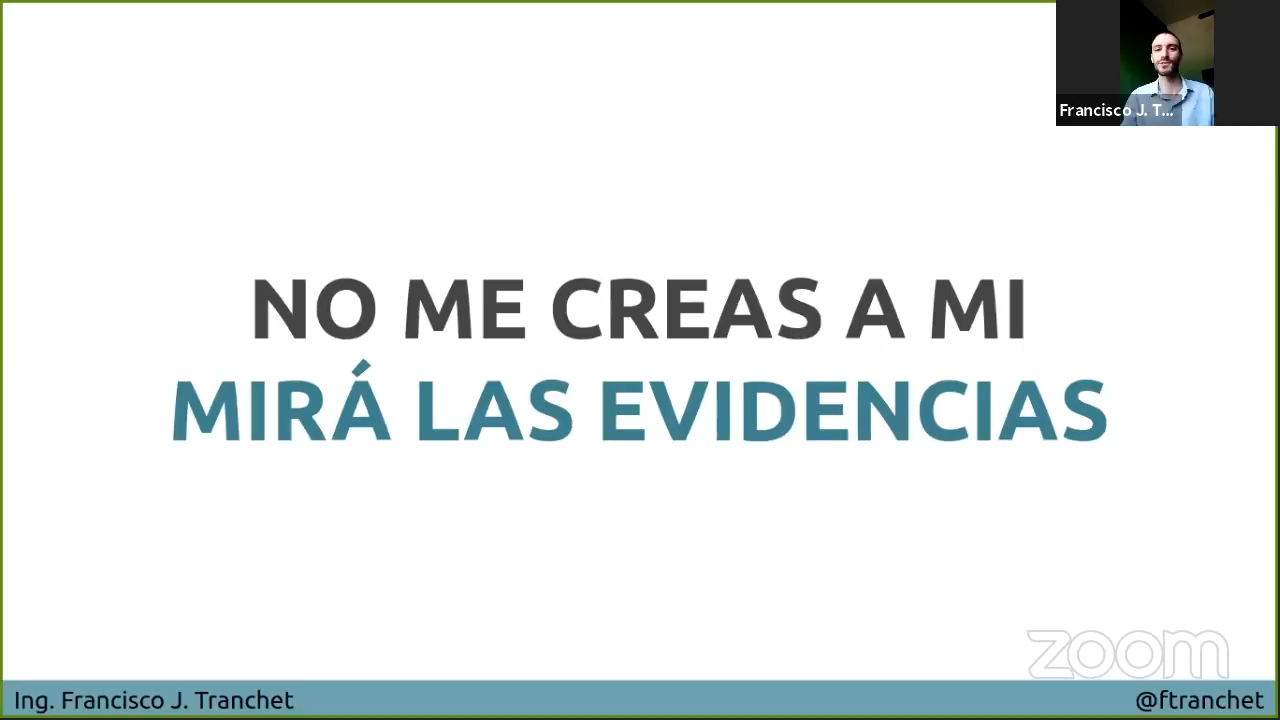 Francisco J. T...
NO ME CREAS A MI
MIRÁ LAS EVIDENCIAS
zoom
Ing. Francisco J. Tranchet
@ftranchet